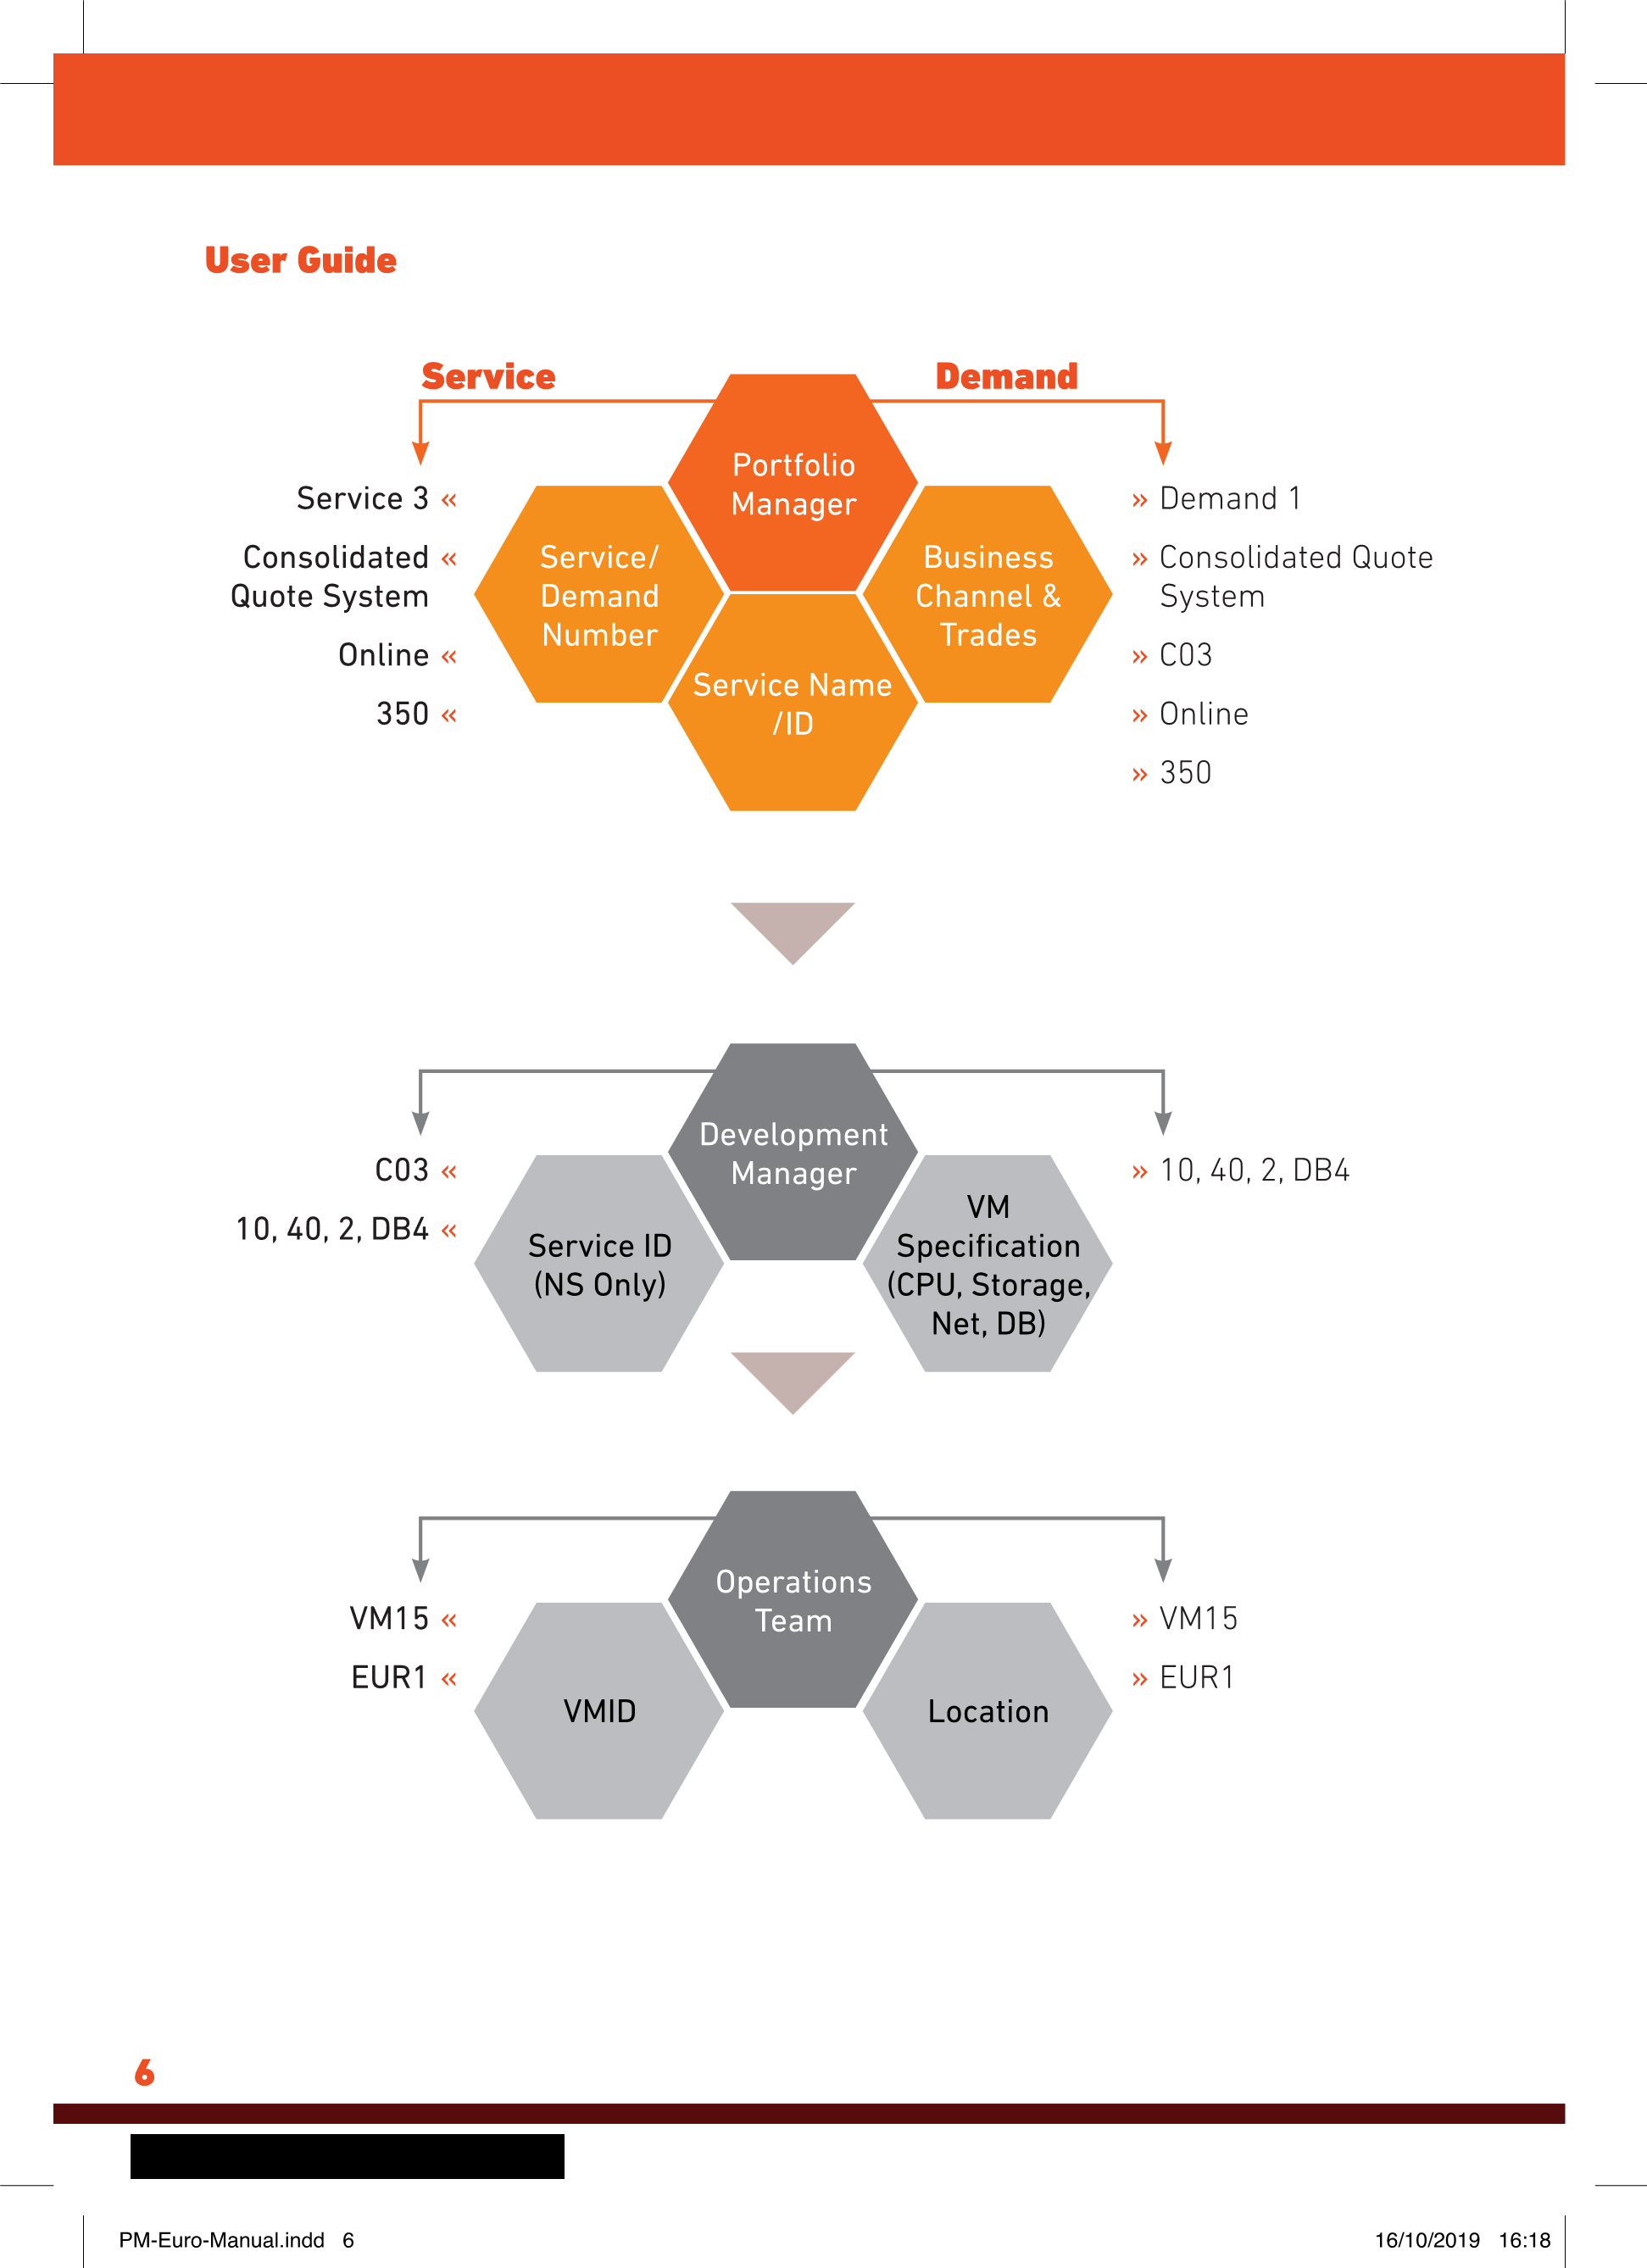 User Guide
Service
Demand
Portfolio
Manager
Service 3 «
Consolidated «
Quote System
Online «
350 «
Service/
Demand
Number
Business
Channel &
Trades
Service Name
/ID
» Demand 1
» Consolidated Quote
System
» C03
» Online
» 350
Development
Manager
C03 «
10, 40, 2, DB4 «
Service ID
(NS Only)
VM
Specification
(CPU, Storage,
Net, DB)
» 10, 40, 2, DB4
Operations
Team
VM15 «
EUR1 «
VMID
Location
» VM15
» EUR1
6
PM-Euro-Manual.indd 6
16/10/2019 16:18